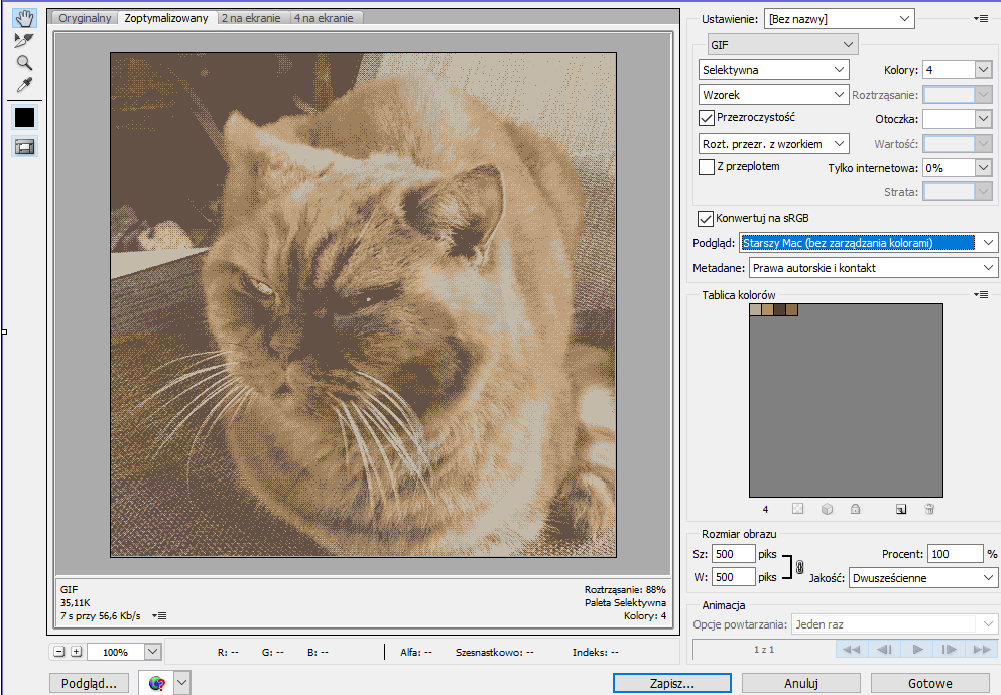 Oryginalny Zoptymalizowany 2 na ekranie 4 na ekranie
Ustawienie: [Bez nazwy]
GIF
Selektywna Kolory: 4
Wzorek Roztrząsanie:
Przezroczystość Otoczka:
Rozt. przezr. z wzorkiem Wartość:
Z przeplotem Tylko internetowa: 0%
Strata:
Konwertuj na sRGB
Podgląd: Starszy Mac (bez zarządzania kolorami)
Metadane: Prawa autorskie i kontakt
Tablica kolorów
4
Rozmiar obrazu
Sz: 500 piks Procent: 100 %
W: 500 piks Jakość: Dwusześcienne
Animacja
Opcje powtarzania: Jeden raz
1 z 1
GIF Roztrząsanie: 88%
35,11K Paleta Selektywna
7 s przy 56,6 Kb/s Kolory: 4
100% R: -- G: -- B: -- Alfa: -- Szesnastkowo: -- Indeks: --
Podgląd... Zapisz... Anuluj Gotowe